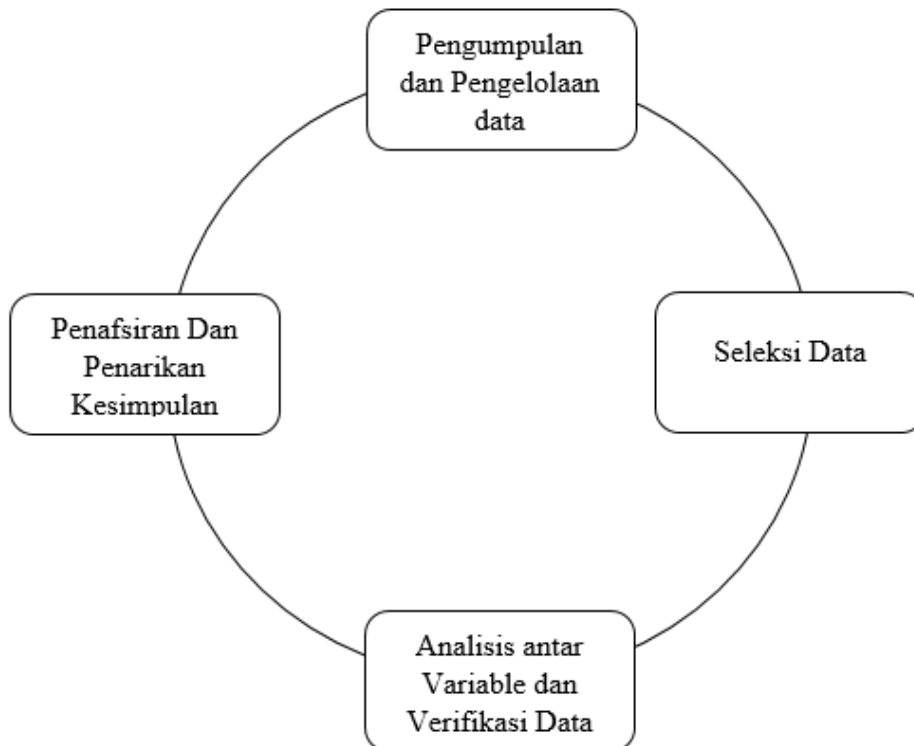 Pengumpulan
dan Pengelolaan
data
Seleksi Data
Analisis antar
Variable dan
Verifikasi Data
Penafsiran Dan
Penarikan
Kesimpulan